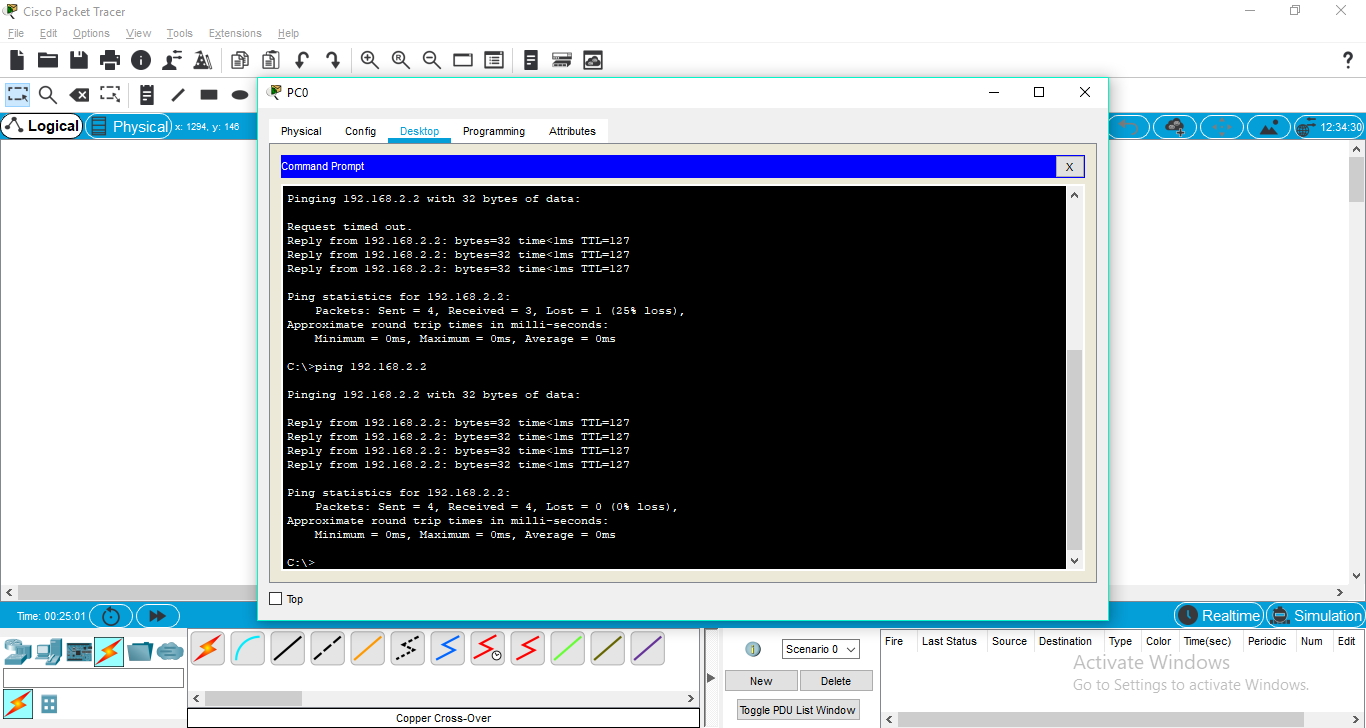 Cisco Packet Tracer
File Edit Options View Tools Extensions Help
?
PC0
Logical Physical x: 1294, y: 146
12:34:30
Physical Config Desktop Programming Attributes
Command Prompt X
Pinging 192.168.2.2 with 32 bytes of data:
Request timed out.
Reply from 192.168.2.2: bytes=32 time<1ms TTL=127
Reply from 192.168.2.2: bytes=32 time<1ms TTL=127
Reply from 192.168.2.2: bytes=32 time<1ms TTL=127
Ping statistics for 192.168.2.2:
Packets: Sent = 4, Received = 3, Lost = 1 (25% loss),
Approximate round trip times in milli-seconds:
Minimum = 0ms, Maximum = 0ms, Average = 0ms
C:\>ping 192.168.2.2
Pinging 192.168.2.2 with 32 bytes of data:
Reply from 192.168.2.2: bytes=32 time<1ms TTL=127
Reply from 192.168.2.2: bytes=32 time<1ms TTL=127
Reply from 192.168.2.2: bytes=32 time<1ms TTL=127
Reply from 192.168.2.2: bytes=32 time<1ms TTL=127
Ping statistics for 192.168.2.2:
Packets: Sent = 4, Received = 4, Lost = 0 (0% loss),
Approximate round trip times in milli-seconds:
Minimum = 0ms, Maximum = 0ms, Average = 0ms
C:\>
Top
Time: 00:25:01
Realtime Simulation
Scenario 0
New Delete
Toggle PDU List Window
Fire Last Status Source Destination Type Color Time(sec) Periodic Num Edit
Activate Windows
Go to Settings to activate Windows.
Copper Cross-Over